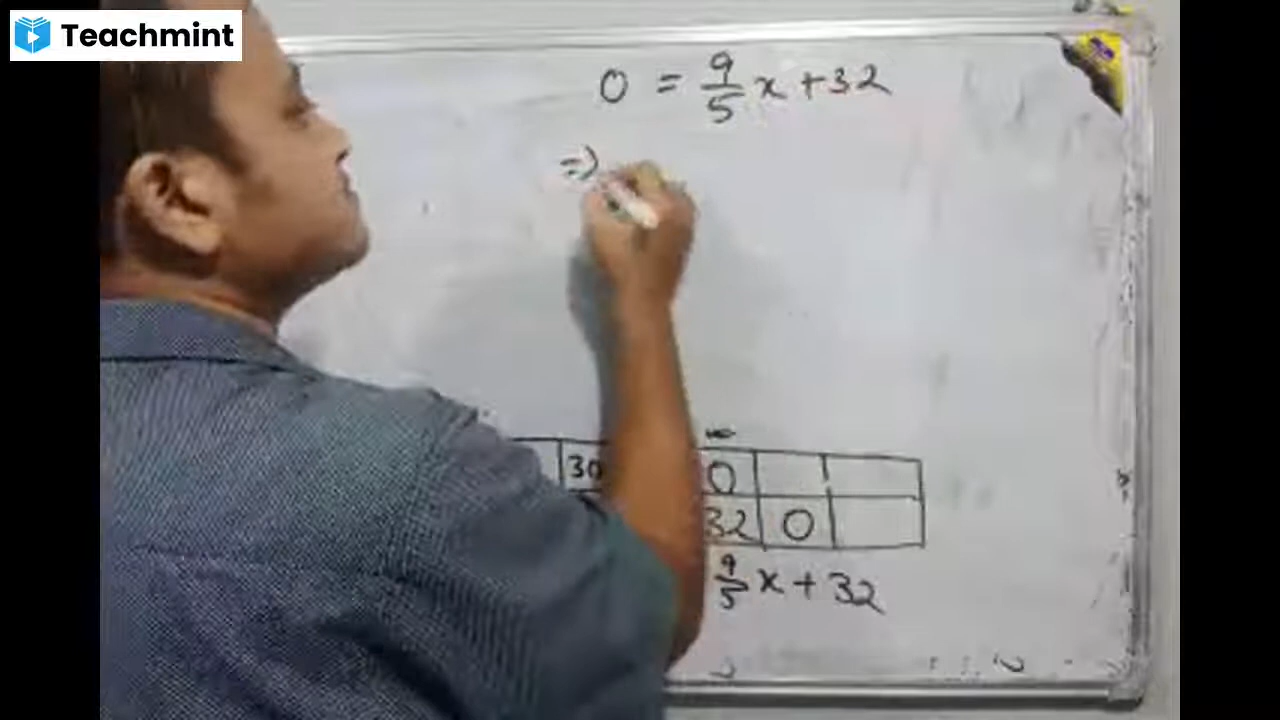 Teachmint
0 = 9/5 x + 32
=>
30 0
32 0
9/5 x + 32